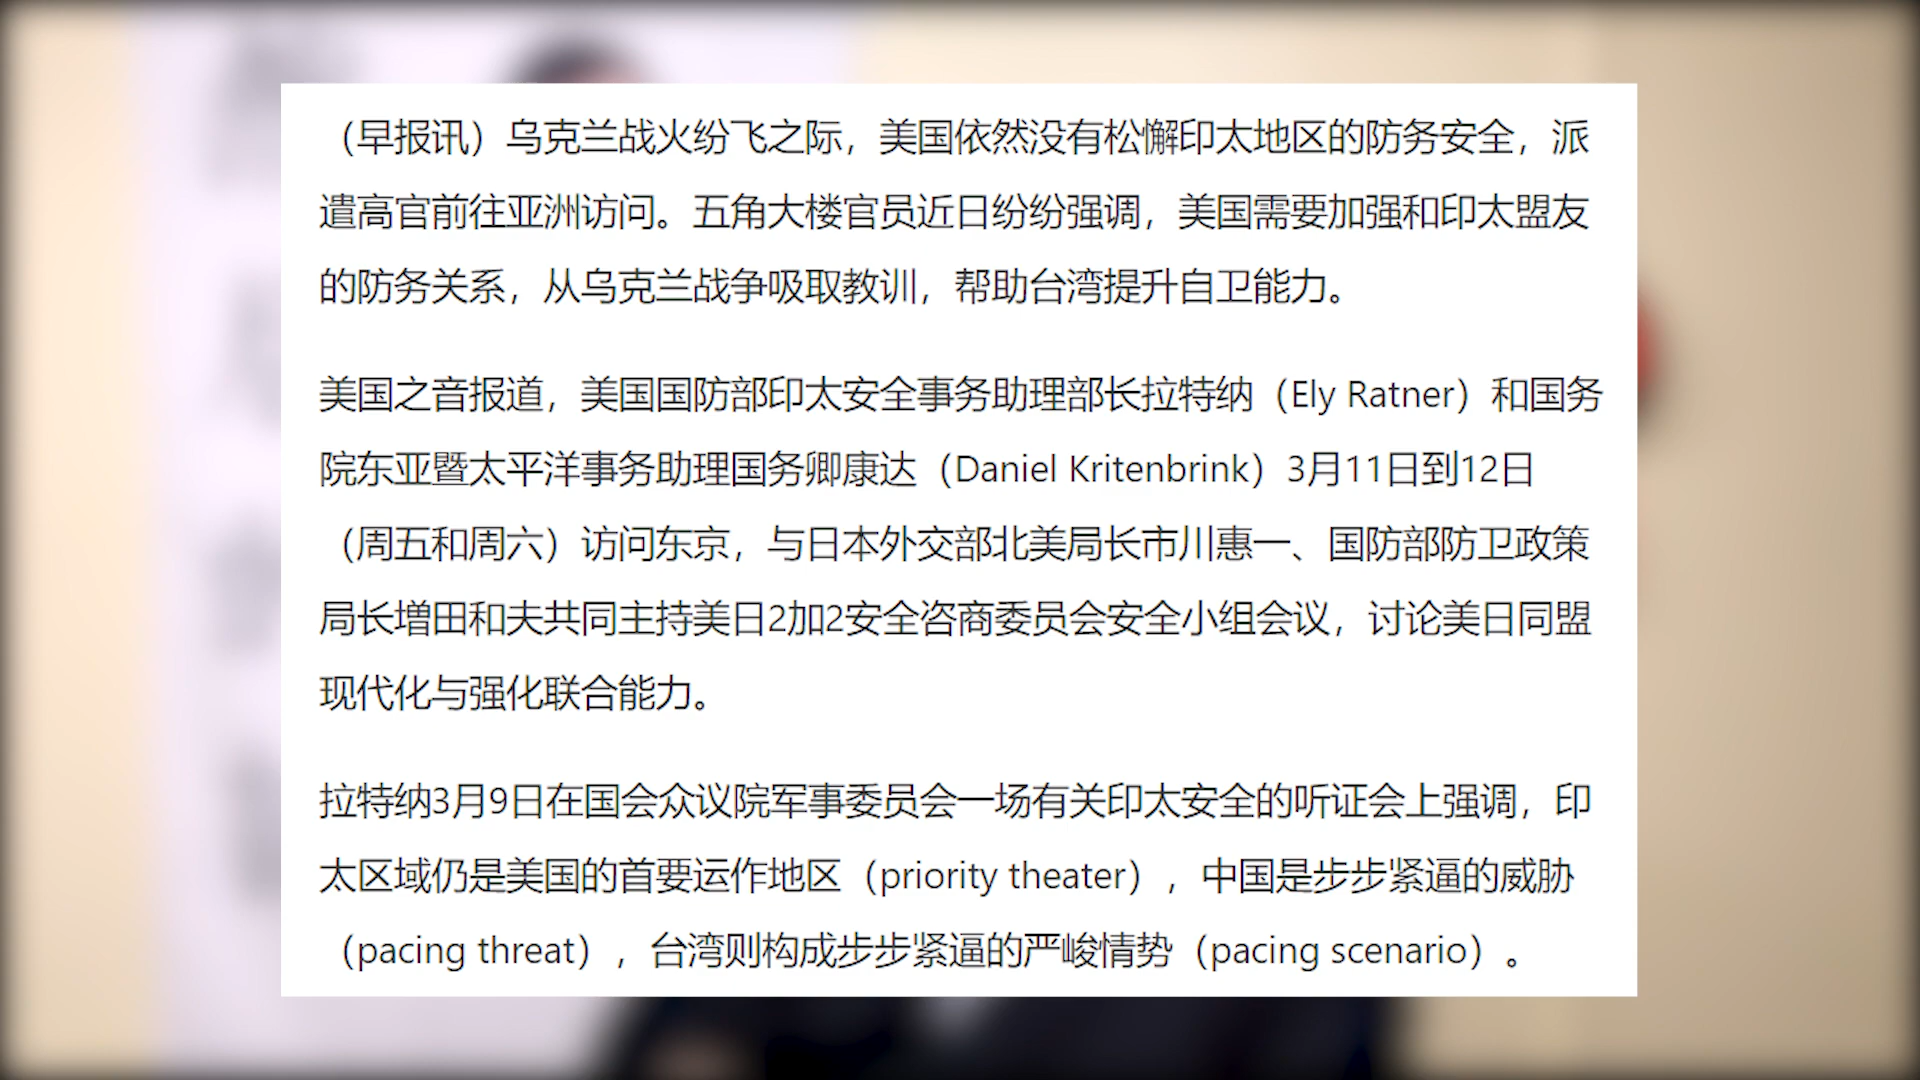 （早报讯）乌克兰战火纷飞之际，美国依然没有松懈印太地区的防务安全，派
遣高官前往亚洲访问。五角大楼官员近日纷纷强调，美国需要加强和印太盟友
的防务关系，从乌克兰战争吸取教训，帮助台湾提升自卫能力。
美国之音报道，美国国防部印太安全事务助理部长拉特纳（Ely Ratner）和国务
院东亚暨太平洋事务助理国务卿康达（Daniel Kritenbrink）3月11日到12日
（周五和周六）访问东京，与日本外交部北美局长市川惠一、国防部防卫政策
局长增田和夫共同主持美日2加2安全咨商委员会安全小组会议，讨论美日同盟
现代化与强化联合能力。
拉特纳3月9日在国会众议院军事委员会一场有关印太安全的听证会上强调，印
太区域仍是美国的首要运作地区（priority theater），中国是步步紧逼的威胁
（pacing threat），台湾则构成步步紧逼的严峻情势（pacing scenario）。